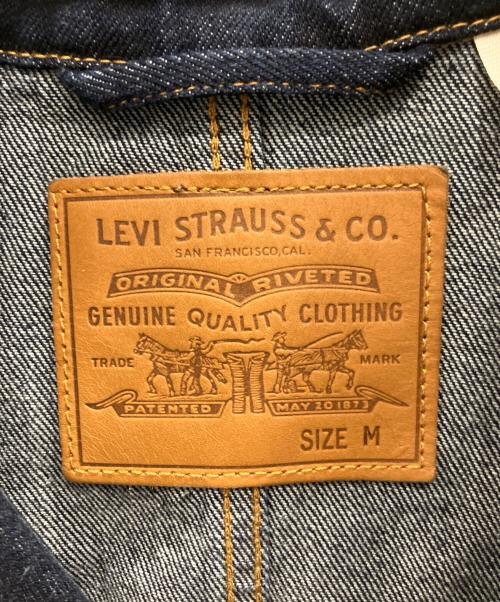 LEVI STRAUSS & CO.
SAN FRANCISCO, CAL.
ORIGINAL RIVETED
GENUINE QUALITY CLOTHING
TRADE MARK
PATENTED MAY 20 1873
SIZE M